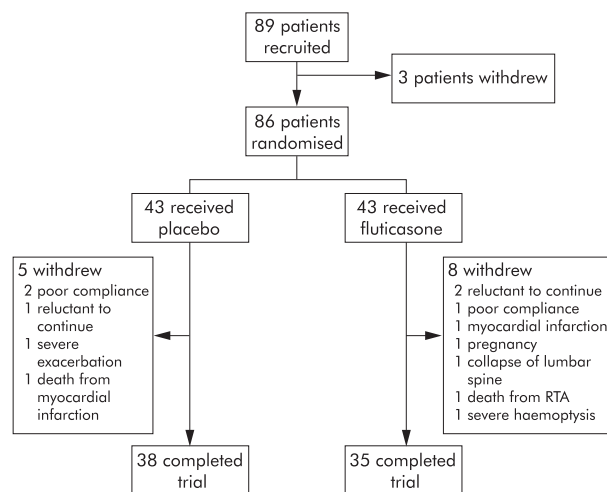 89 patients
recruited
3 patients withdrew
86 patients
randomised
43 received
placebo
43 received
fluticasone
5 withdrew
2 poor compliance
1 reluctant to
continue
1 severe
exacerbation
1 death from
myocardial
infarction
8 withdrew
2 reluctant to continue
1 poor compliance
1 myocardial infarction
1 pregnancy
1 collapse of lumbar
spine
1 death from RTA
1 severe haemoptysis
38 completed
trial
35 completed
trial